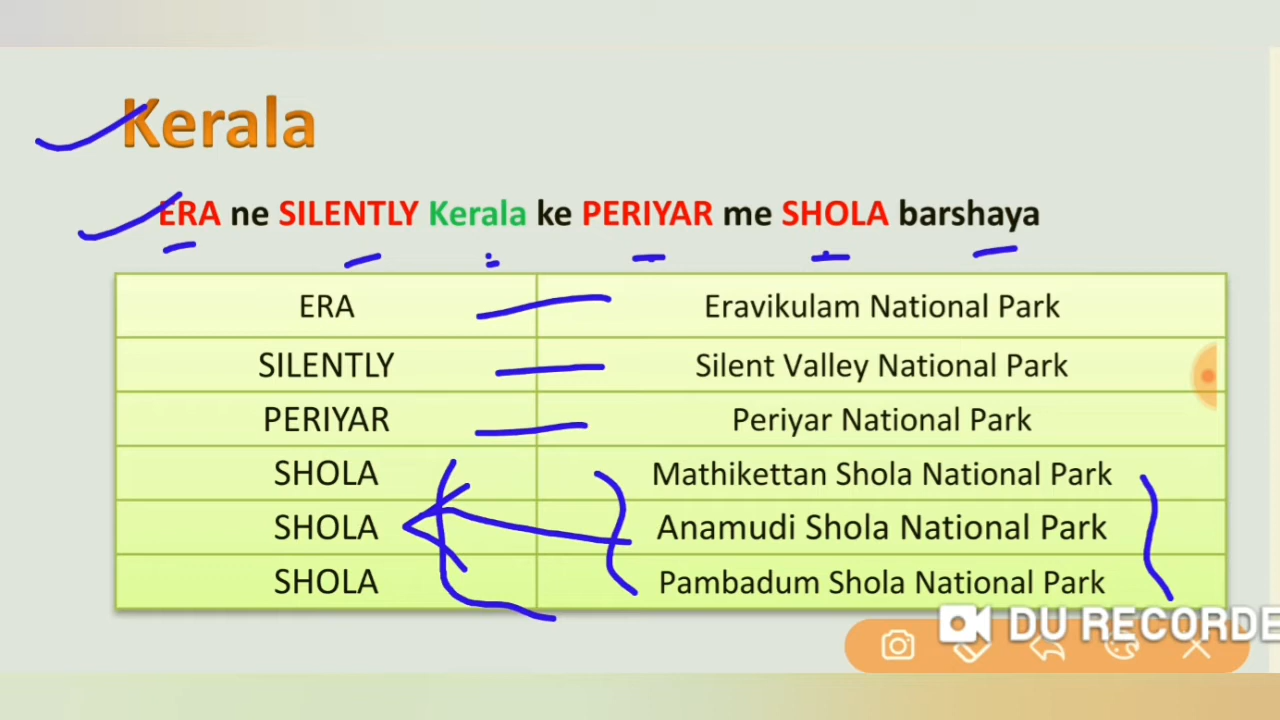 Kerala
ERA ne SILENTLY Kerala ke PERIYAR me SHOLA barshaya
ERA Eravikulam National Park
SILENTLY Silent Valley National Park
PERIYAR Periyar National Park
SHOLA Mathikettan Shola National Park
SHOLA Anamudi Shola National Park
SHOLA Pambadum Shola National Park
DU RECORDE